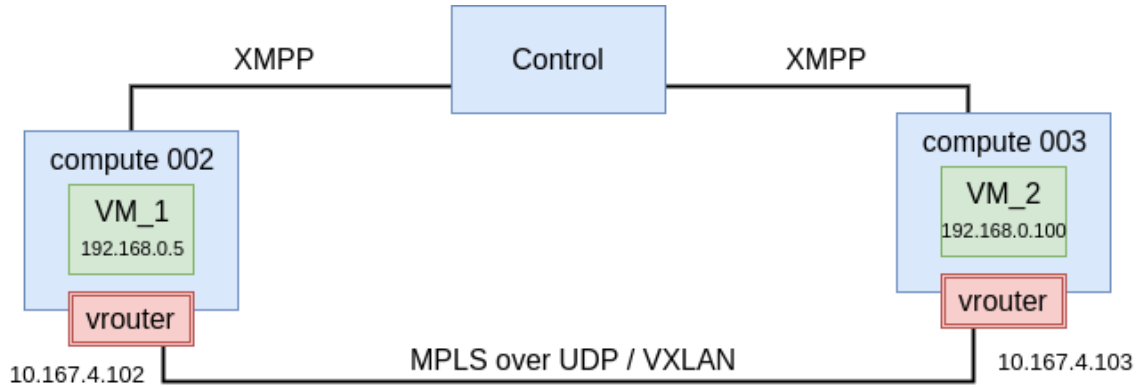 Control
XMPP
XMPP
compute 002
VM_1
192.168.0.5
vrouter
10.167.4.102
compute 003
VM_2
192.168.0.100
vrouter
10.167.4.103
MPLS over UDP / VXLAN